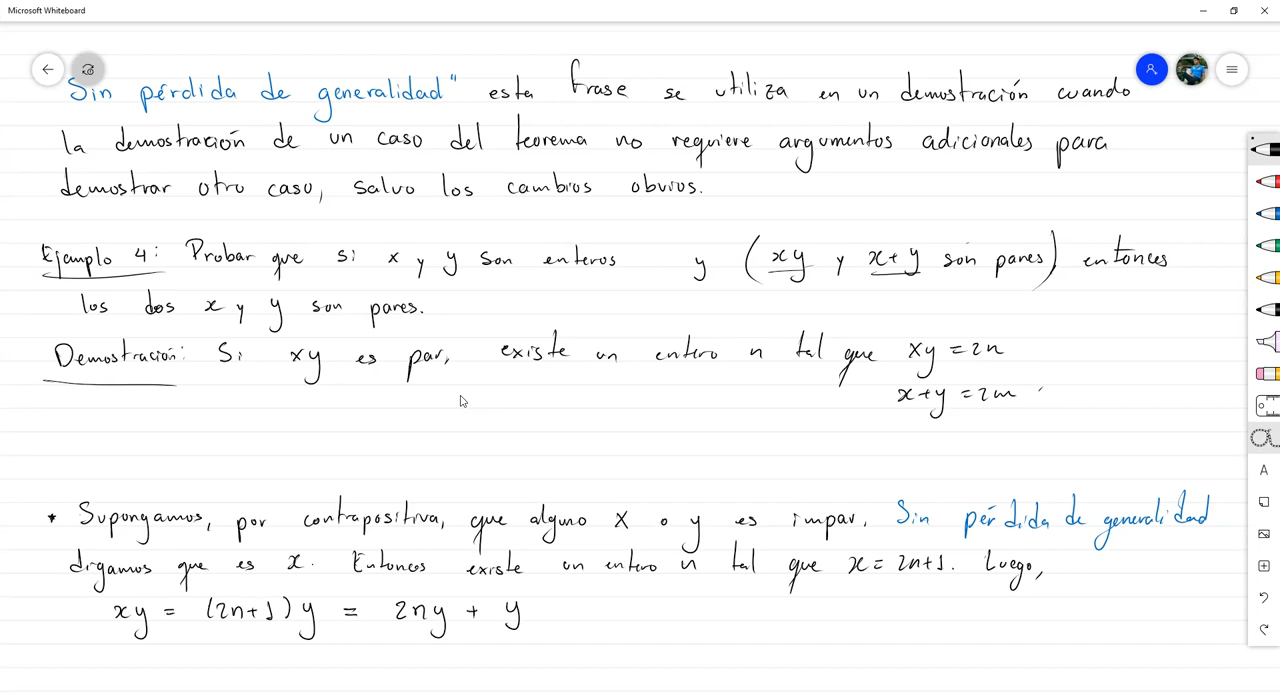 Microsoft Whiteboard
Sin pérdida de generalidad" esta frase se utiliza en un demostración cuando
la demostración de un caso del teorema no requiere argumentos adicionales para
demostrar otro caso, salvo los cambios obvios.
Ejemplo 4: Probar que si x y y son enteros y (xy y x+y son pares) entonces
los dos x y y son pares.
Demostración: Si xy es par, existe un entero n tal que xy = 2n
x+y = 2m
* Supongamos, por contrapositiva, que alguno x o y es impar. Sin pérdida de generalidad
digamos que es x. Entonces existe un entero n tal que x = 2n+1. Luego,
xy = (2n+1)y = 2ny + y
A